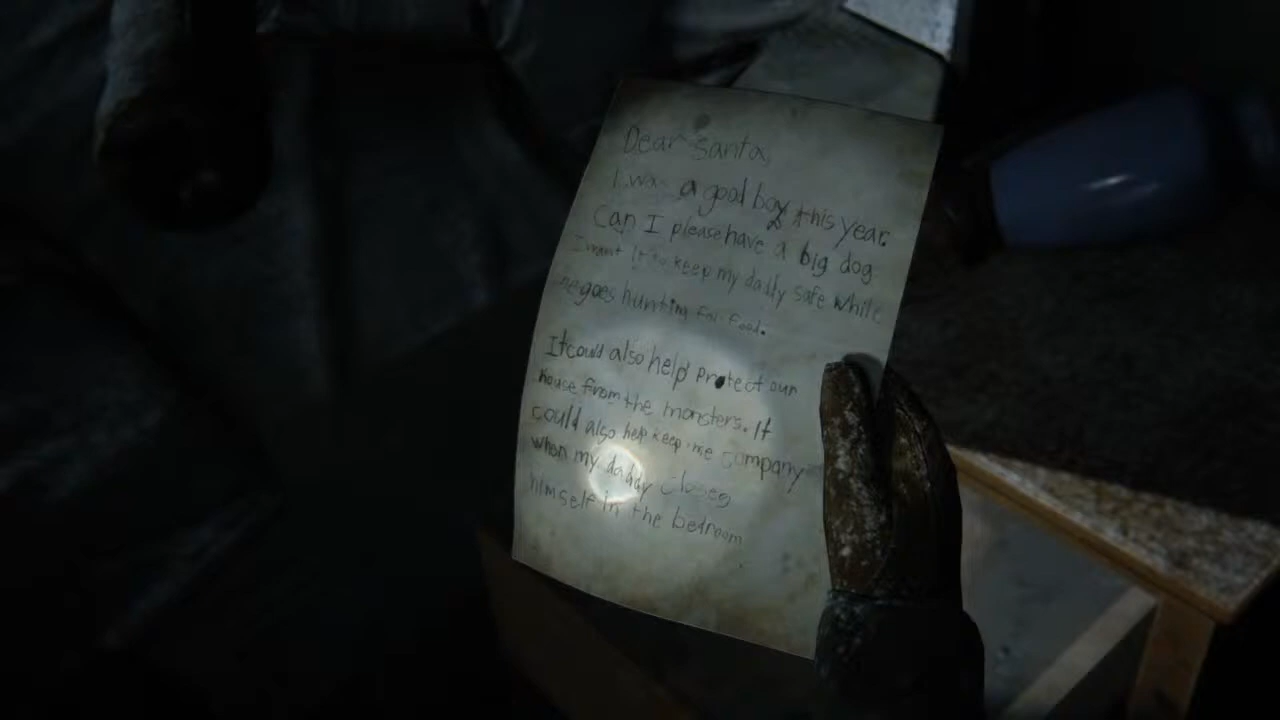 Dear Santa,
I was a good boy this year.
Can I please have a big dog
I want it to keep my daddy safe while
he goes hunting for food.
It could also help protect our
house from the monsters. It
could also help keep me company
when my daddy closes
himself in the bedroom